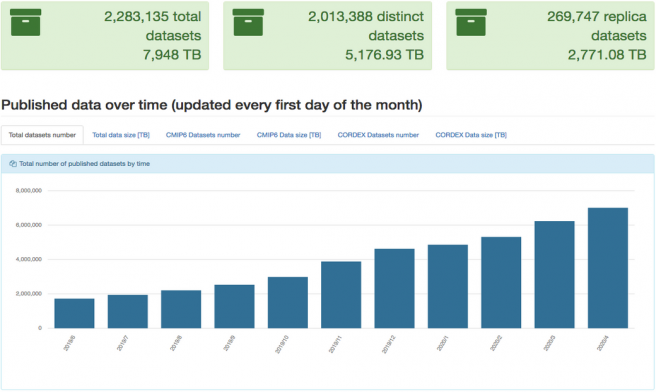 2,283,135 total
datasets
7,948 TB
2,013,388 distinct
datasets
5,176.93 TB
269,747 replica
datasets
2,771.08 TB
Published data over time (updated every first day of the month)
Total datasets number
Total data size [TB]
CMIP6 Datasets number
CMIP6 Data size [TB]
CORDEX Datasets number
CORDEX Data size [TB]
Total number of published datasets by time
8,000,000
6,000,000
4,000,000
2,000,000
0
2019/6
2019/7
2019/8
2019/9
2019/10
2019/11
2019/12
2020/1
2020/2
2020/3
2020/4